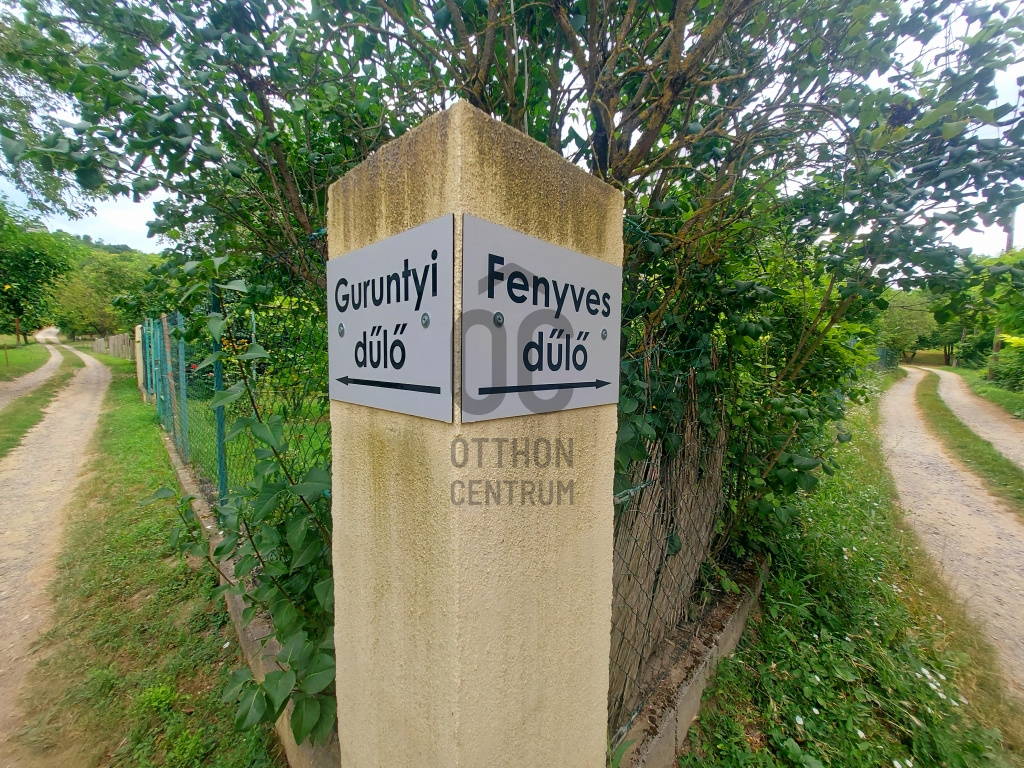 Guruntyi
dűlő
Fenyves
dűlő
OTTHON
CENTRUM